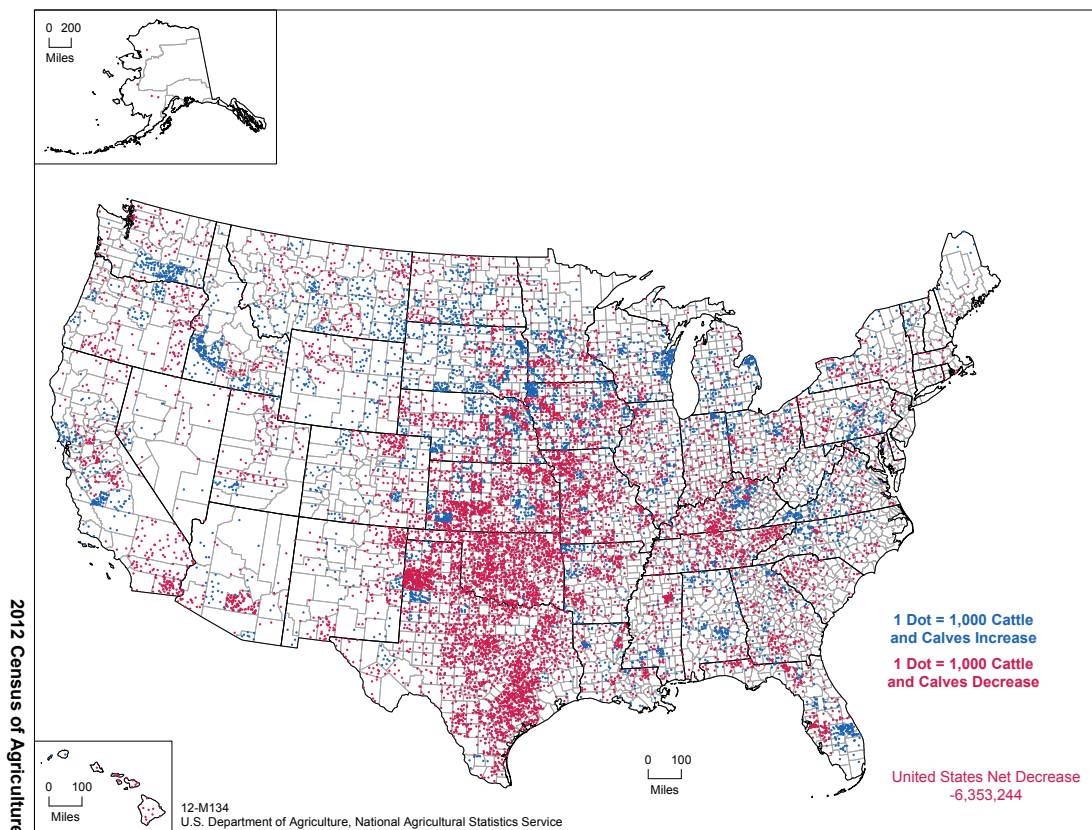 0 200
Miles
1 Dot = 1,000 Cattle
and Calves Increase
1 Dot = 1,000 Cattle
and Calves Decrease
United States Net Decrease
-6,353,244
0 100
Miles
0 100
Miles
12-M134
U.S. Department of Agriculture, National Agricultural Statistics Service
2012 Census of Agriculture